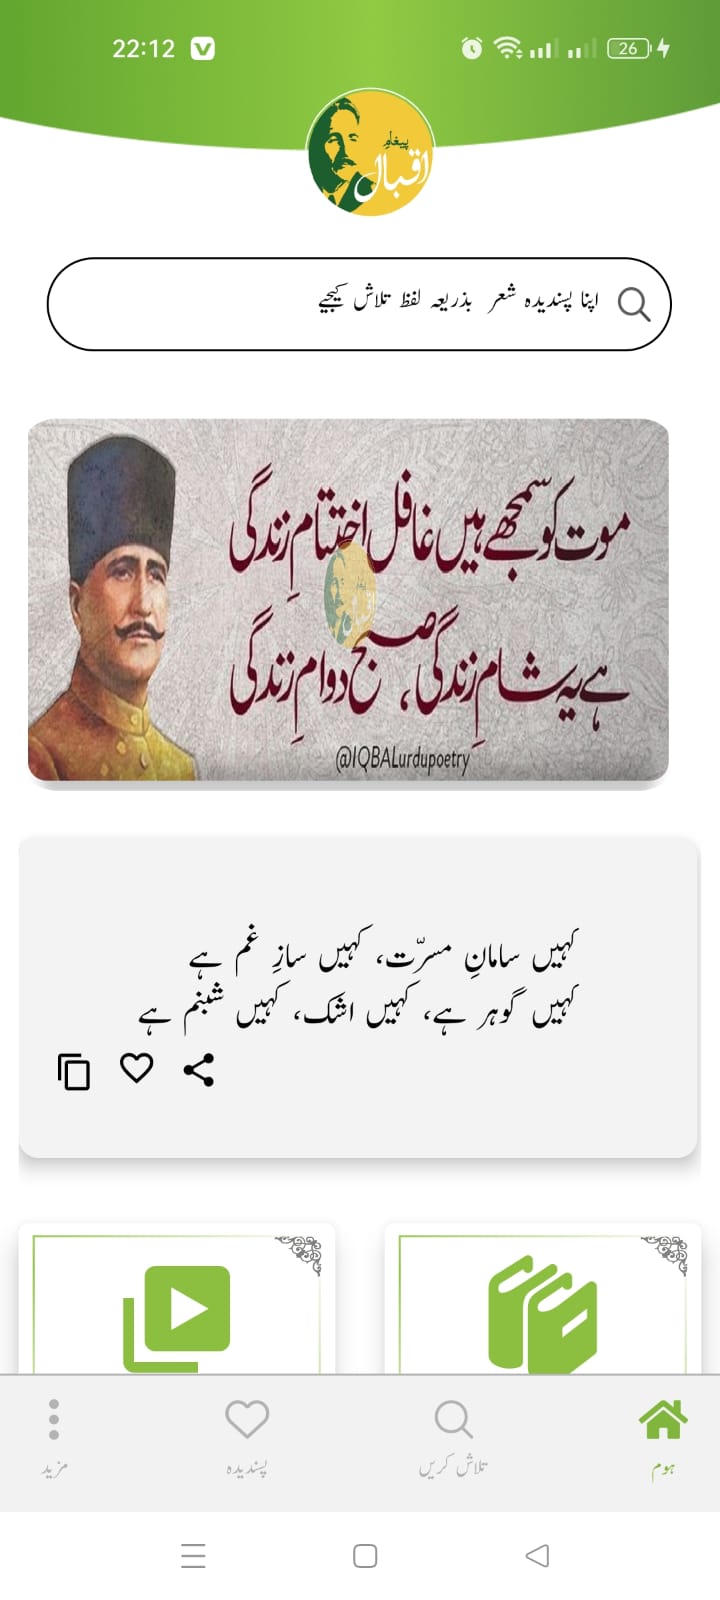 22:12
26
پیغامِ
اقبال
اپنا پسندیدہ شعر بذریعہ لفظ تلاش کیجیے
موت کو سمجھے ہیں غافل اختتامِ زندگی
ہے یہ شامِ زندگی، صبح دوامِ زندگی
@IQBALurdupoetry
کہیں سامانِ مسرّت، کہیں سازِ غم ہے
کہیں گوہر ہے، کہیں اشک، کہیں شبنم ہے
ہوم
تلاش کریں
پسندیدہ
مزید